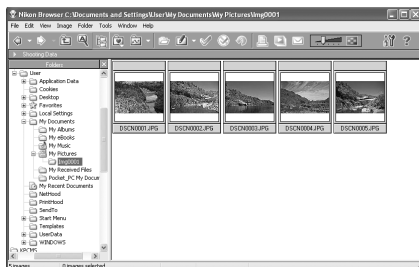 Nikon Browser C:\Documents and Settings\User\My Documents\My Pictures\Img0001
File Edit View Image Folder Tools Window Help
Shooting Data
Folders
User
Application Data
Cookies
Desktop
Favorites
Local Settings
My Documents
My Albums
My eBooks
My Music
My Pictures
Img0001
My Received Files
Pocket_PC My Docum
My Recent Documents
NetHood
PrintHood
SendTo
Start Menu
Templates
UserData
WINDOWS
KPCMS
DSCN0001.JPG DSCN0002.JPG DSCN0003.JPG DSCN0004.JPG DSCN0005.JPG
5 images 0 images selected